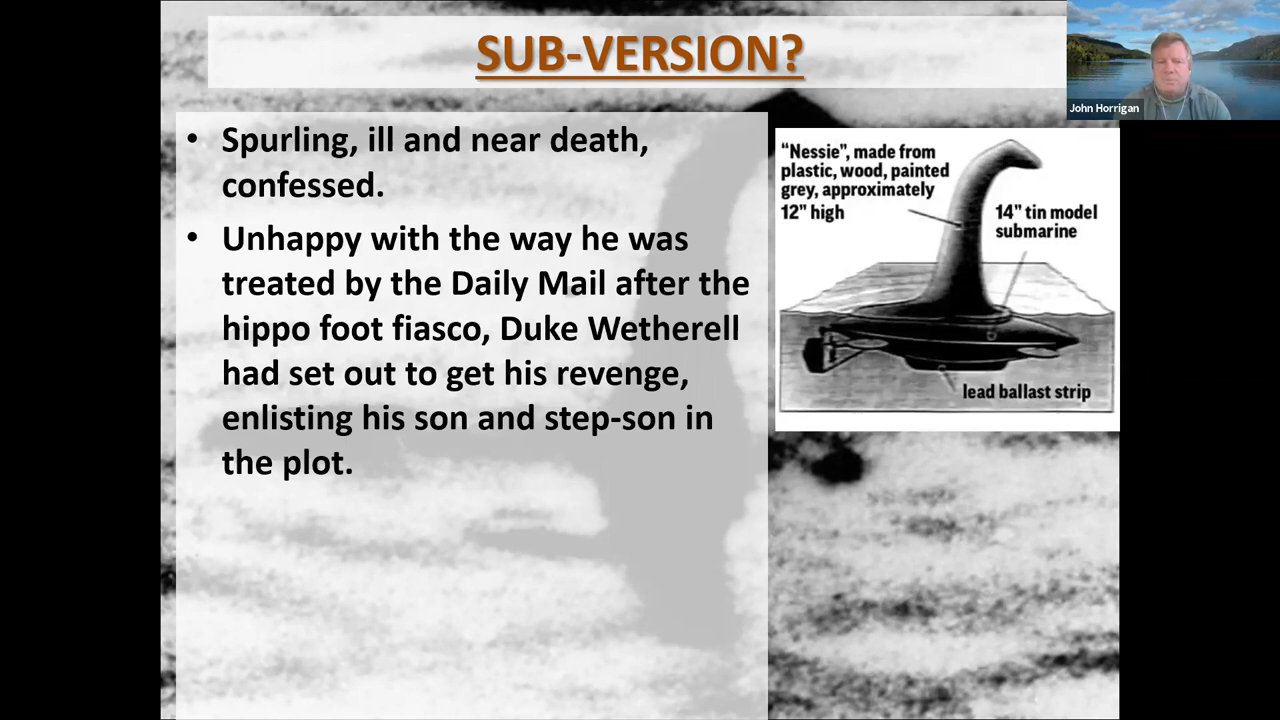 SUB-VERSION?
John Horrigan
• Spurling, ill and near death,
confessed.
• Unhappy with the way he was
treated by the Daily Mail after the
hippo foot fiasco, Duke Wetherell
had set out to get his revenge,
enlisting his son and step-son in
the plot.
“Nessie”, made from
plastic, wood, painted
grey, approximately
12” high
14” tin model
submarine
lead ballast strip